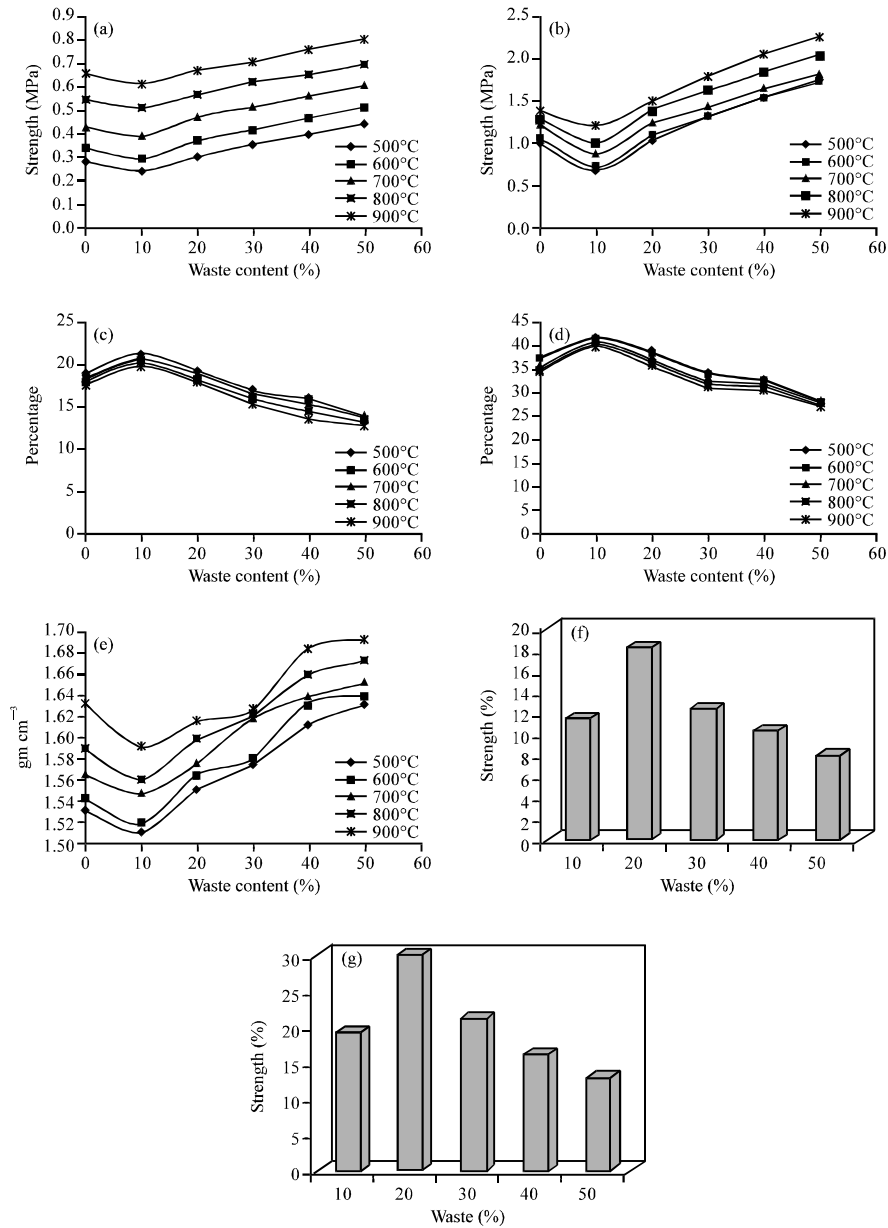 (a)
Strength (MPa)
0.9
0.8
0.7
0.6
0.5
0.4
0.3
0.2
0.1
0.0
500°C
600°C
700°C
800°C
900°C
0 10 20 30 40 50 60
Waste content (%)
(b)
Strength (MPa)
2.5
2.0
1.5
1.0
0.5
0.0
500°C
600°C
700°C
800°C
900°C
0 10 20 30 40 50 60
Waste content (%)
(c)
Percentage
25
20
15
10
5
0
500°C
600°C
700°C
800°C
900°C
0 10 20 30 40 50 60
Waste content (%)
(d)
Percentage
45
40
35
30
25
20
15
10
5
0
500°C
600°C
700°C
800°C
900°C
0 10 20 30 40 50 60
Waste content (%)
(e)
gm cm⁻³
1.70
1.68
1.66
1.64
1.62
1.60
1.58
1.56
1.54
1.52
1.50
500°C
600°C
700°C
800°C
900°C
0 10 20 30 40 50 60
Waste content (%)
(f)
Strength (%)
20
18
16
14
12
10
8
6
4
2
0
10 20 30 40 50
Waste (%)
(g)
Strength (%)
30
25
20
15
10
5
0
10 20 30 40 50
Waste (%)